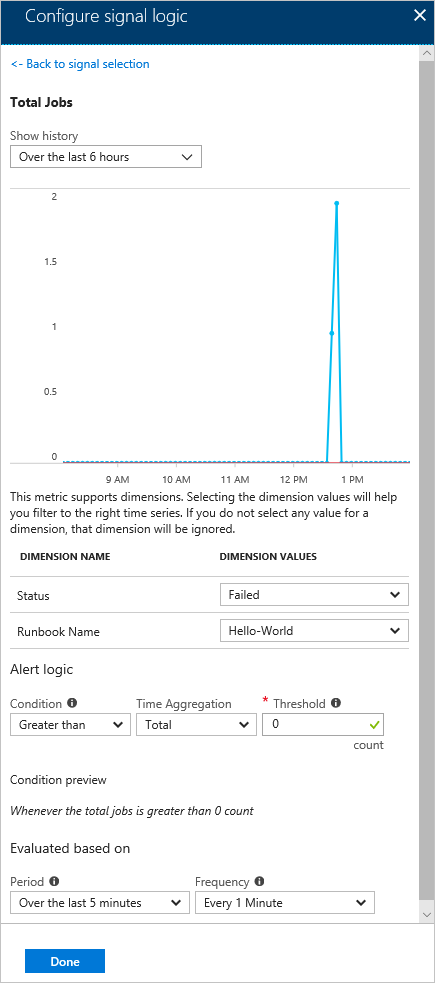 Configure signal logic
<- Back to signal selection
Total Jobs
Show history
Over the last 6 hours
2
1.5
1
0.5
0
9 AM 10 AM 11 AM 12 PM 1 PM
This metric supports dimensions. Selecting the dimension values will help
you filter to the right time series. If you do not select any value for a
dimension, that dimension will be ignored.
DIMENSION NAME DIMENSION VALUES
Status Failed
Runbook Name Hello-World
Alert logic
Condition Time Aggregation * Threshold
Greater than Total 0
count
Condition preview
Whenever the total jobs is greater than 0 count
Evaluated based on
Period Frequency
Over the last 5 minutes Every 1 Minute
Done